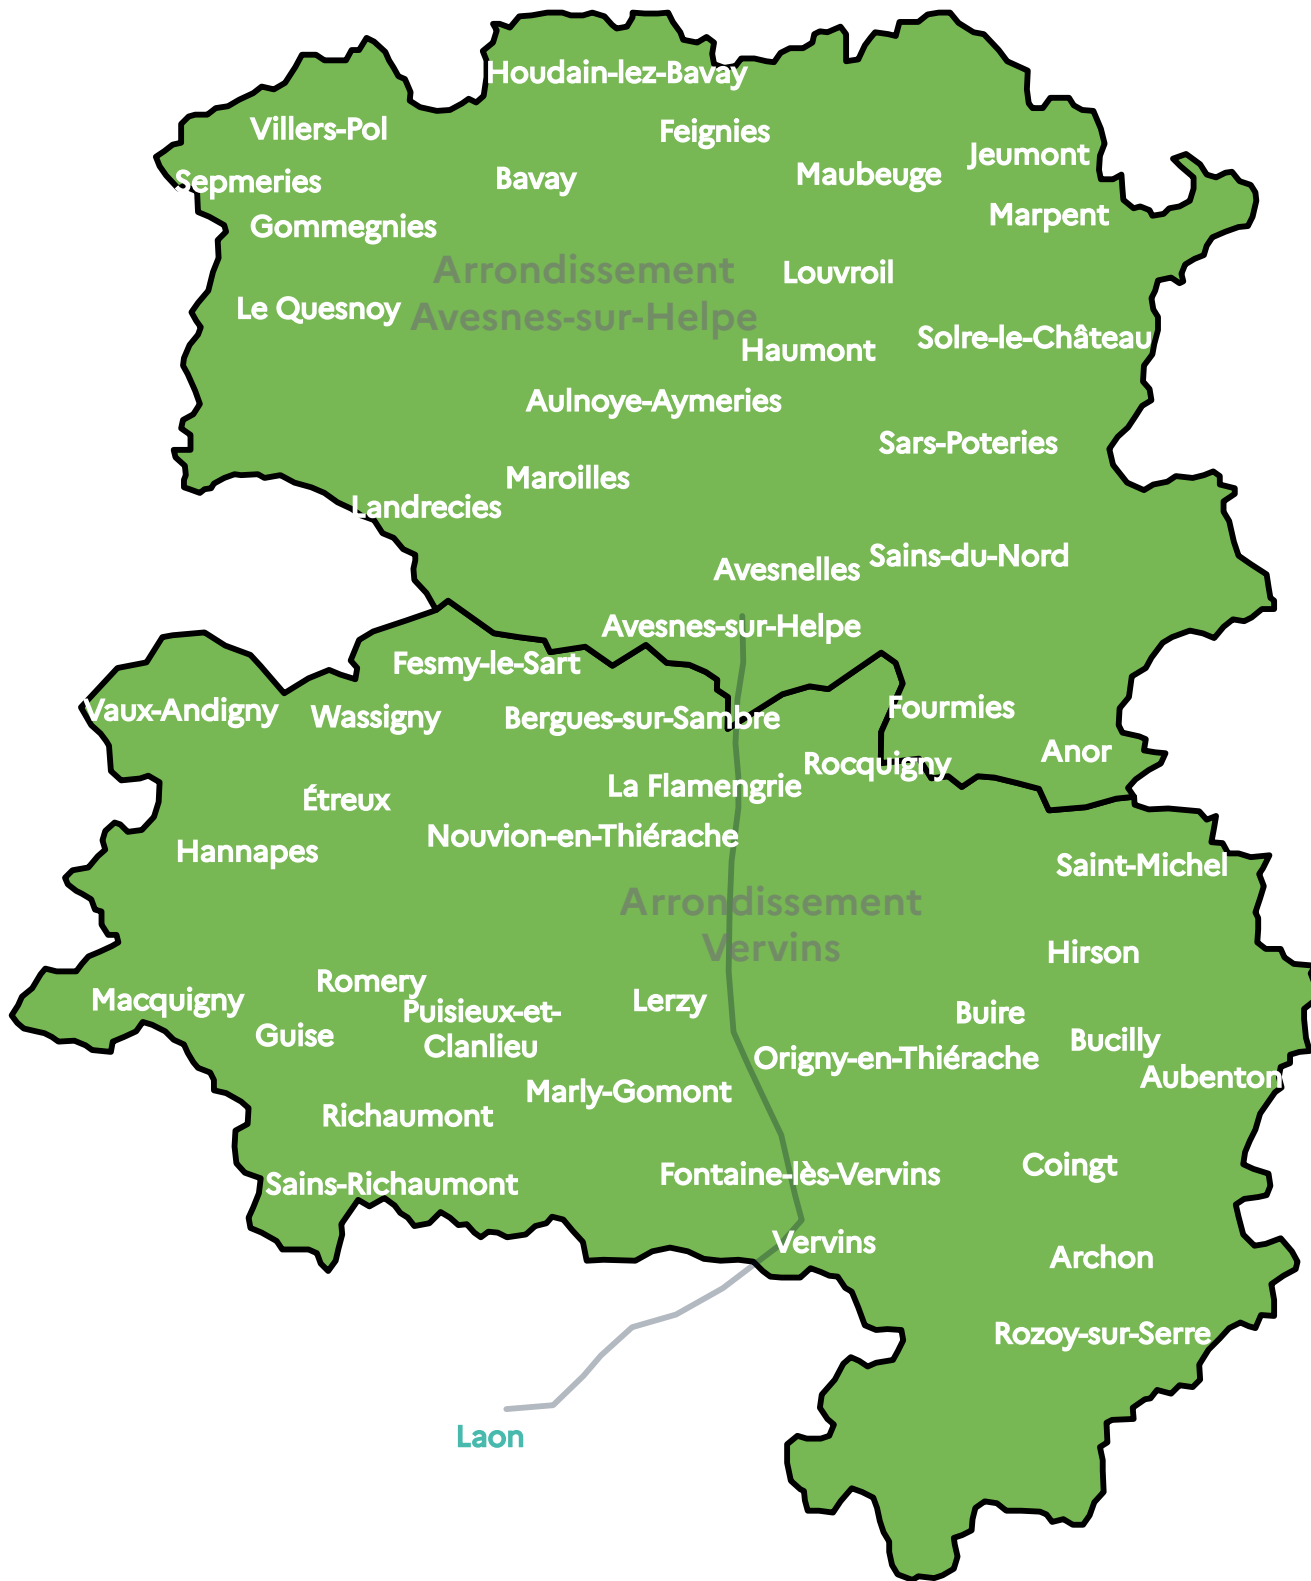 Houdain-lez-Bavay
Villers-Pol
Feignies
Jeumont
Sepmeries
Bavay
Maubeuge
Marpent
Gommegnies
Arrondissement
Avesnes-sur-Helpe
Louvroil
Le Quesnoy
Solre-le-Château
Haumont
Aulnoye-Aymeries
Sars-Poteries
Maroilles
Landrecies
Avesnelles
Sains-du-Nord
Avesnes-sur-Helpe
Fesmy-le-Sart
Vaux-Andigny
Wassigny
Bergues-sur-Sambre
Fourmies
Anor
Rocquigny
La Flamengrie
Étreux
Nouvion-en-Thiérache
Hannapes
Saint-Michel
Arrondissement
Vervins
Hirson
Romery
Macquigny
Puisieux-et-
Clanlieu
Lerzy
Buire
Guise
Bucilly
Origny-en-Thiérache
Aubenton
Marly-Gomont
Richaumont
Sains-Richaumont
Fontaine-lès-Vervins
Coingt
Vervins
Archon
Rozoy-sur-Serre
Laon